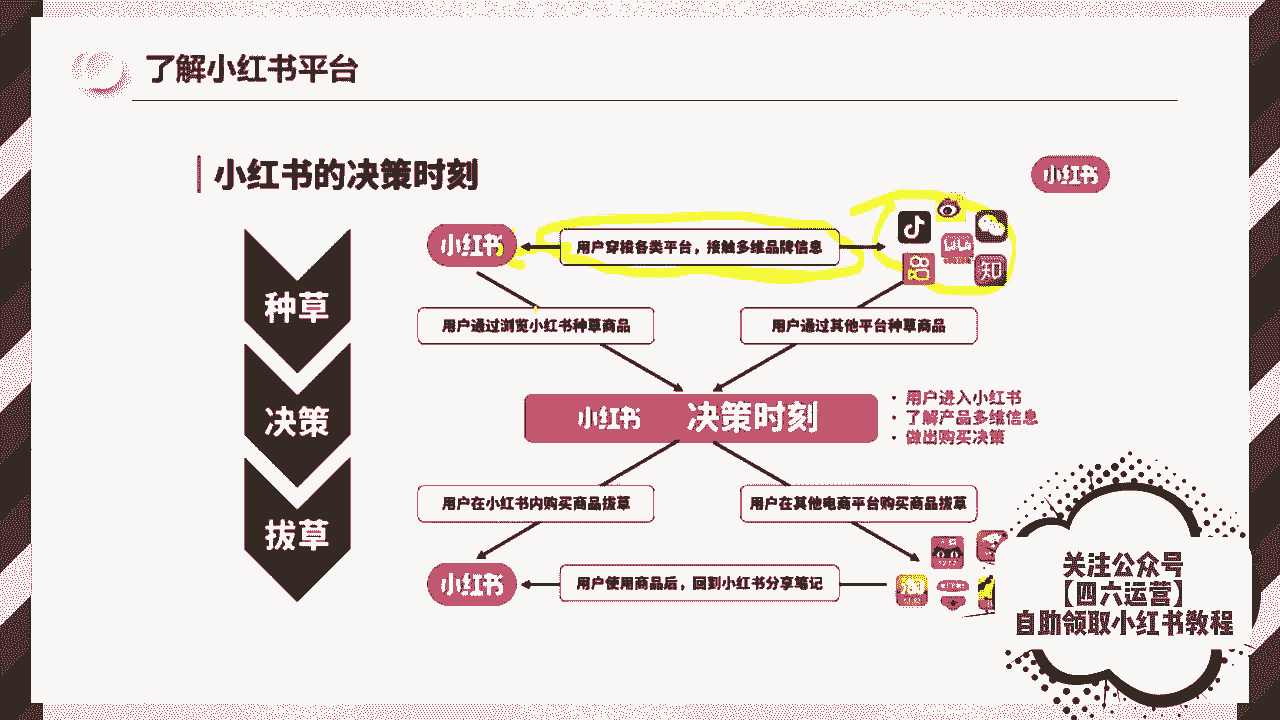 了解小红书平台
小红书的决策时刻
小红书
种草
决策
拔草
小红书
用户穿梭各类平台，接触多维品牌信息
知
用户通过浏览小红书种草商品
用户通过其他平台种草商品
小红书 决策时刻
• 用户进入小红书
• 了解产品多维信息
• 做出购买决策
用户在小红书内购买商品拔草
用户在其他电商平台购买商品拔草
小红书
用户使用商品后，回到小红书分享笔记
淘
关注公众号
【四六运营】
自助领取小红书教程